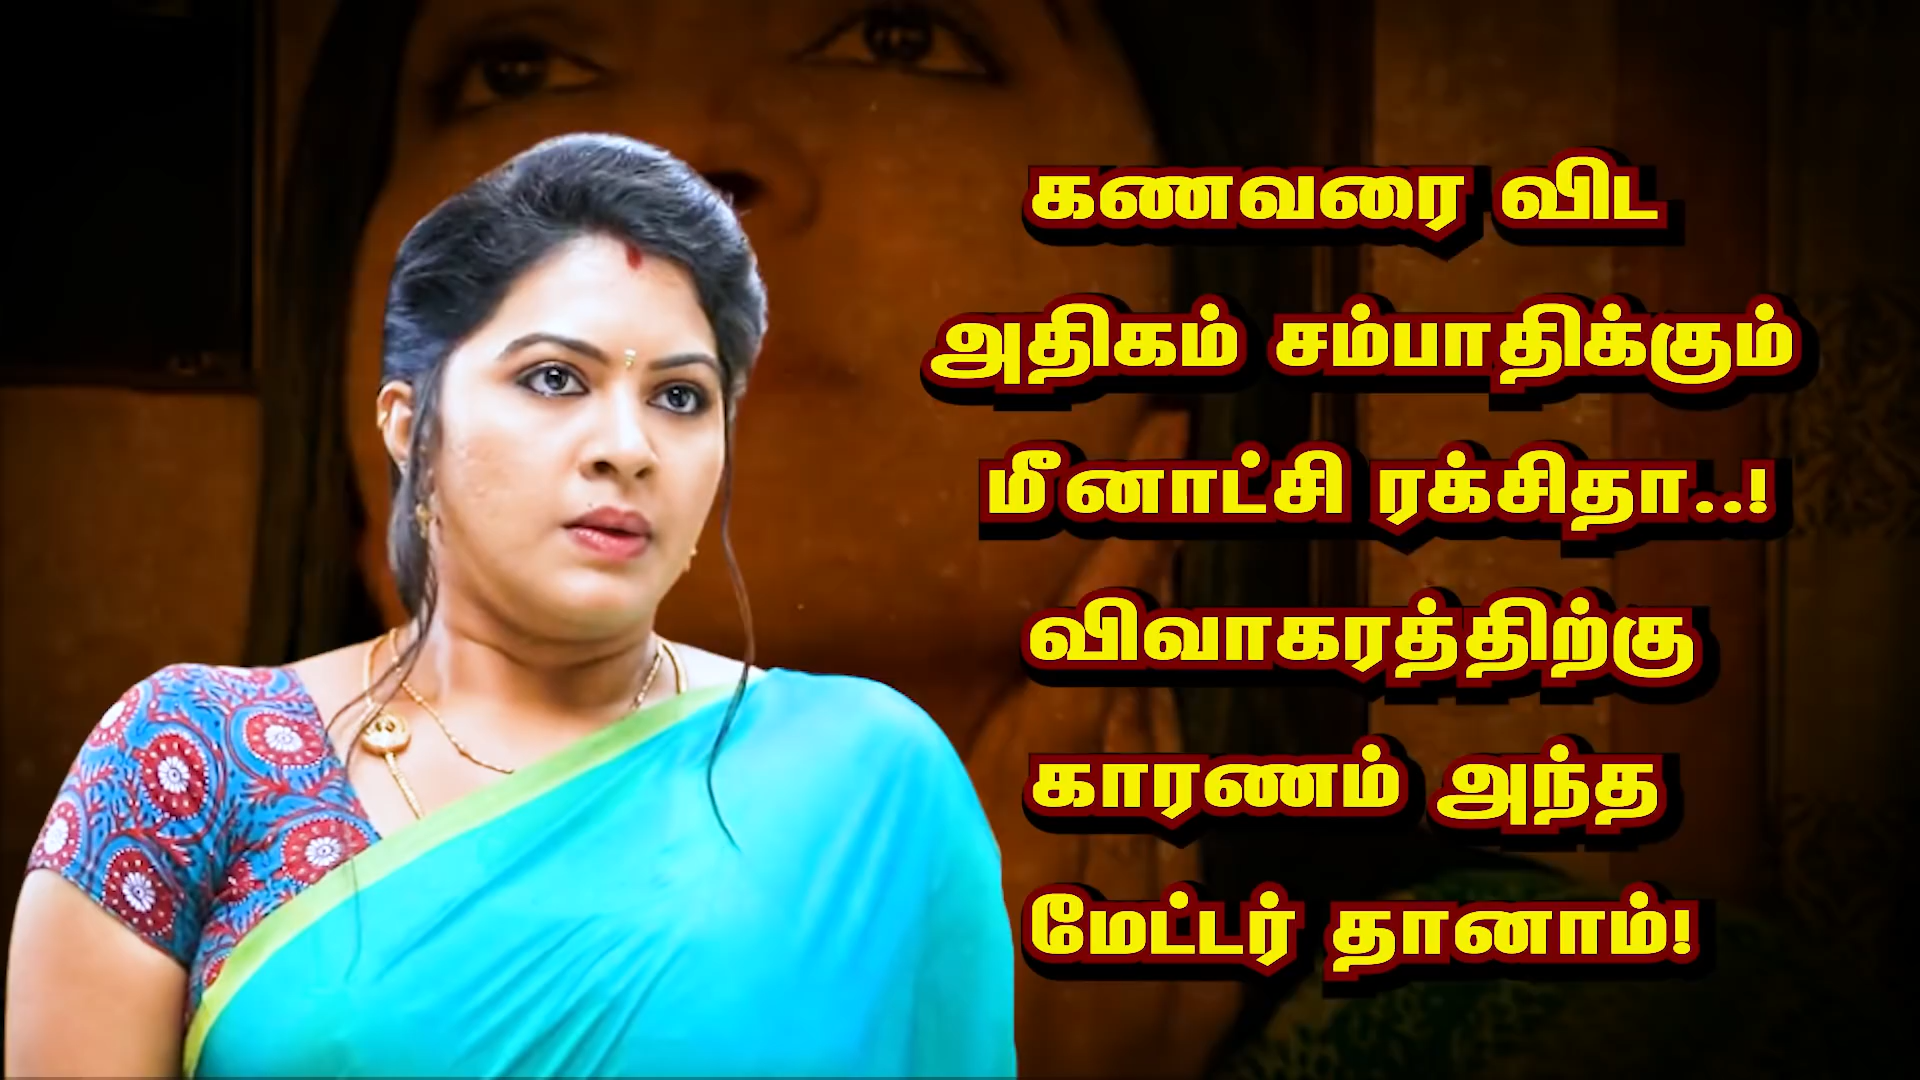 கணவரை விட
அதிகம் சம்பாதிக்கும்
மீனாட்சி ரக்சிதா..!
விவாகரத்திற்கு
காரணம் அந்த
மேட்டர் தானாம்!